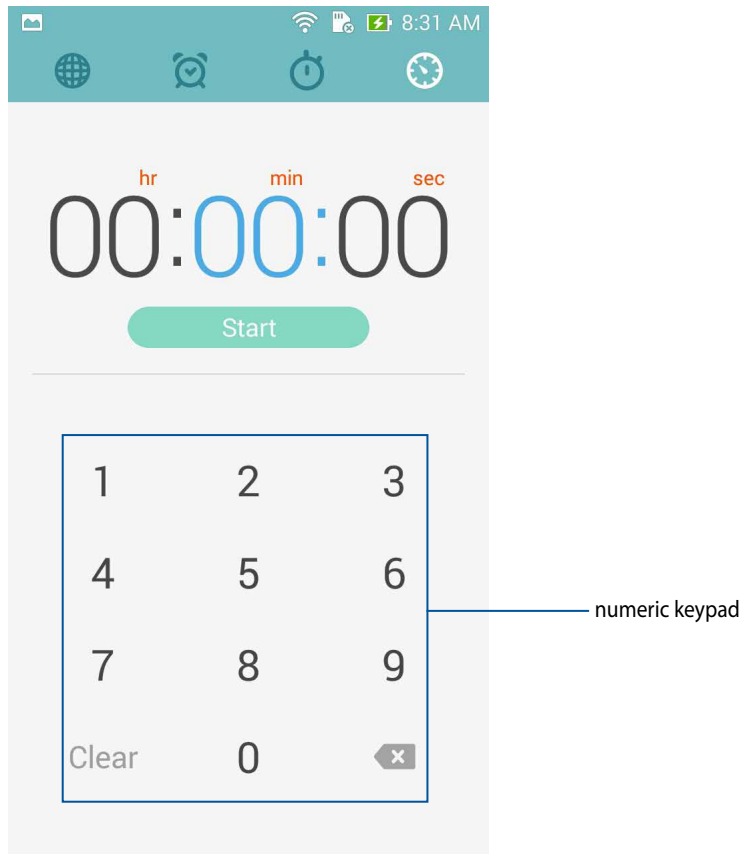 8:31 AM
hr min sec
00:00:00
Start
1 2 3
4 5 6
numeric keypad
7 8 9
Clear 0